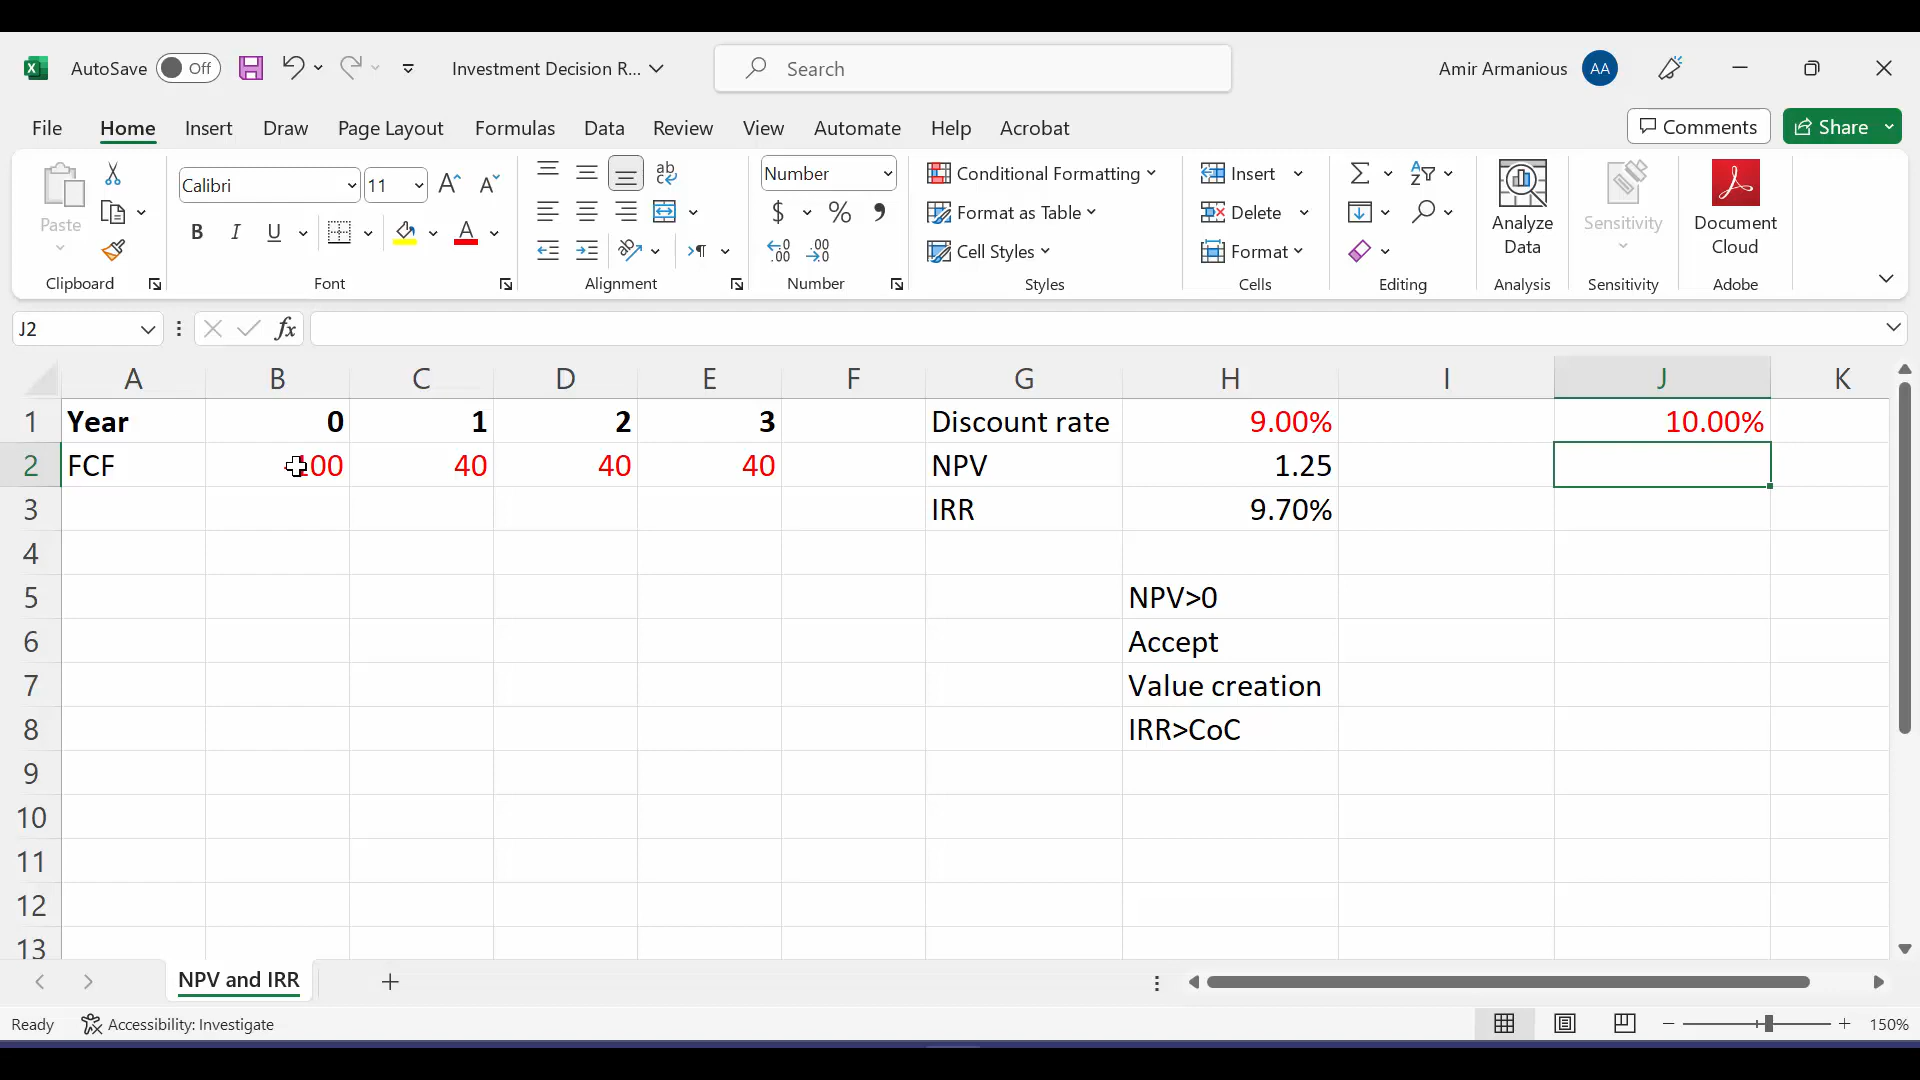 AutoSave Off Investment Decision R... Search Amir Armanious AA
File Home Insert Draw Page Layout Formulas Data Review View Automate Help Acrobat Comments Share
Paste
Calibri 11
B I U A
ab
Number
$ % 9
Conditional Formatting
Format as Table
Cell Styles
Insert
Delete
Format
Analyze
Data
Sensitivity
Document
Cloud
Clipboard Font Alignment Number Styles Cells Editing Analysis Sensitivity Adobe
J2 fx
A B C D E F G H I J K
1 Year 0 1 2 3 Discount rate 9.00% 10.00%
2 FCF 00 40 40 40 NPV 1.25
3 IRR 9.70%
4
5 NPV>0
6 Accept
7 Value creation
8 IRR>CoC
9
10
11
12
13
NPV and IRR
Ready Accessibility: Investigate 150%